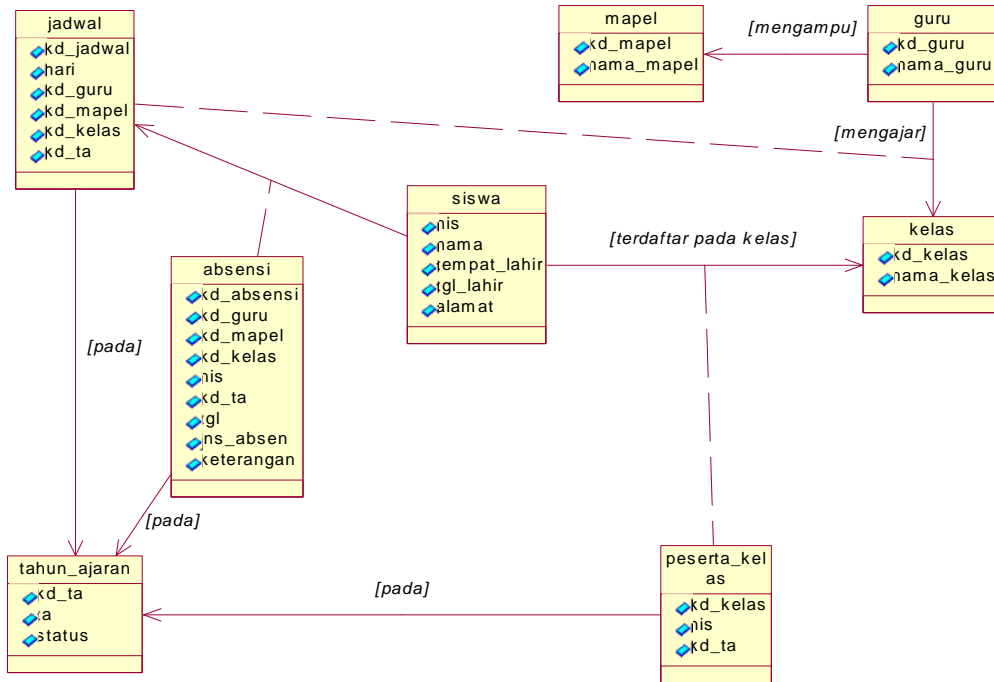 jadwal
kd_jadwal
hari
kd_guru
kd_mapel
kd_kelas
kd_ta
mapel
kd_mapel
nama_mapel
[mengampu]
guru
kd_guru
nama_guru
[mengajar]
siswa
nis
nama
tempat_lahir
tgl_lahir
alamat
[terdaftar pada kelas]
kelas
kd_kelas
nama_kelas
absensi
kd_absensi
kd_guru
kd_mapel
kd_kelas
nis
kd_ta
tgl
jns_absen
keterangan
[pada]
[pada]
tahun_ajaran
kd_ta
ta
status
[pada]
peserta_kel
as
kd_kelas
nis
kd_ta